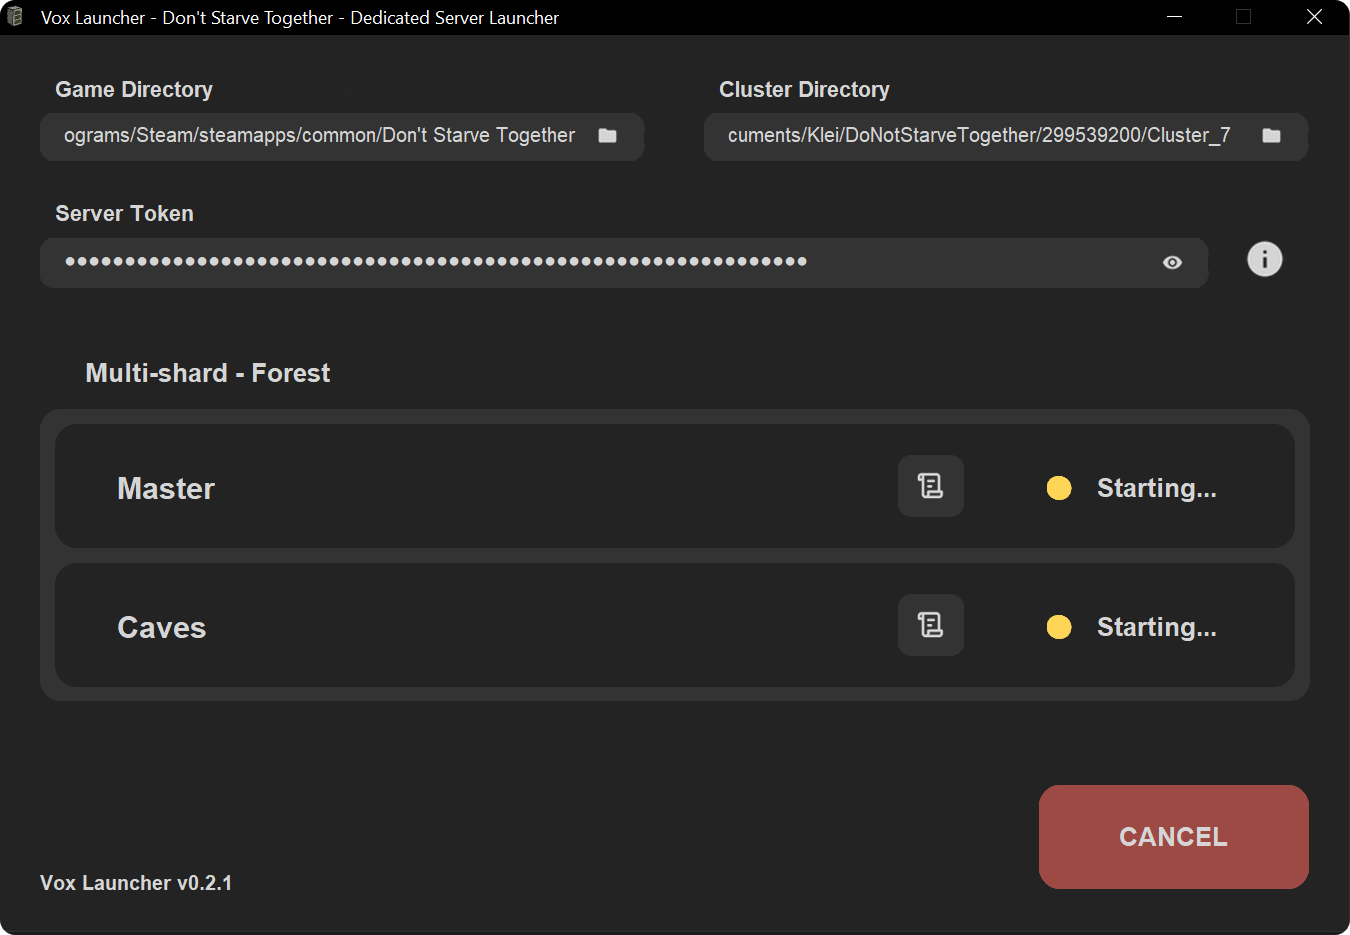 Vox Launcher - Don't Starve Together - Dedicated Server Launcher
Game Directory
Cluster Directory
ograms/Steam/steamapps/common/Don't Starve Together
cuments/Klei/DoNotStarveTogether/299539200/Cluster_7
Server Token
Multi-shard - Forest
Master
Starting...
Caves
Starting...
CANCEL
Vox Launcher v0.2.1